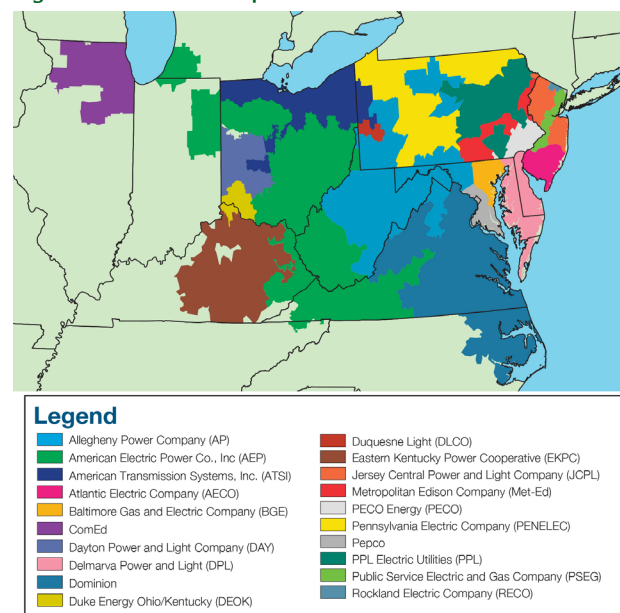 Legend
Allegheny Power Company (AP)
American Electric Power Co., Inc (AEP)
American Transmission Systems, Inc. (ATSI)
Atlantic Electric Company (AECO)
Baltimore Gas and Electric Company (BGE)
ComEd
Dayton Power and Light Company (DAY)
Delmarva Power and Light (DPL)
Dominion
Duke Energy Ohio/Kentucky (DEOK)
Duquesne Light (DLCO)
Eastern Kentucky Power Cooperative (EKPC)
Jersey Central Power and Light Company (JCPL)
Metropolitan Edison Company (Met-Ed)
PECO Energy (PECO)
Pennsylvania Electric Company (PENELEC)
Pepco
PPL Electric Utilities (PPL)
Public Service Electric and Gas Company (PSEG)
Rockland Electric Company (RECO)